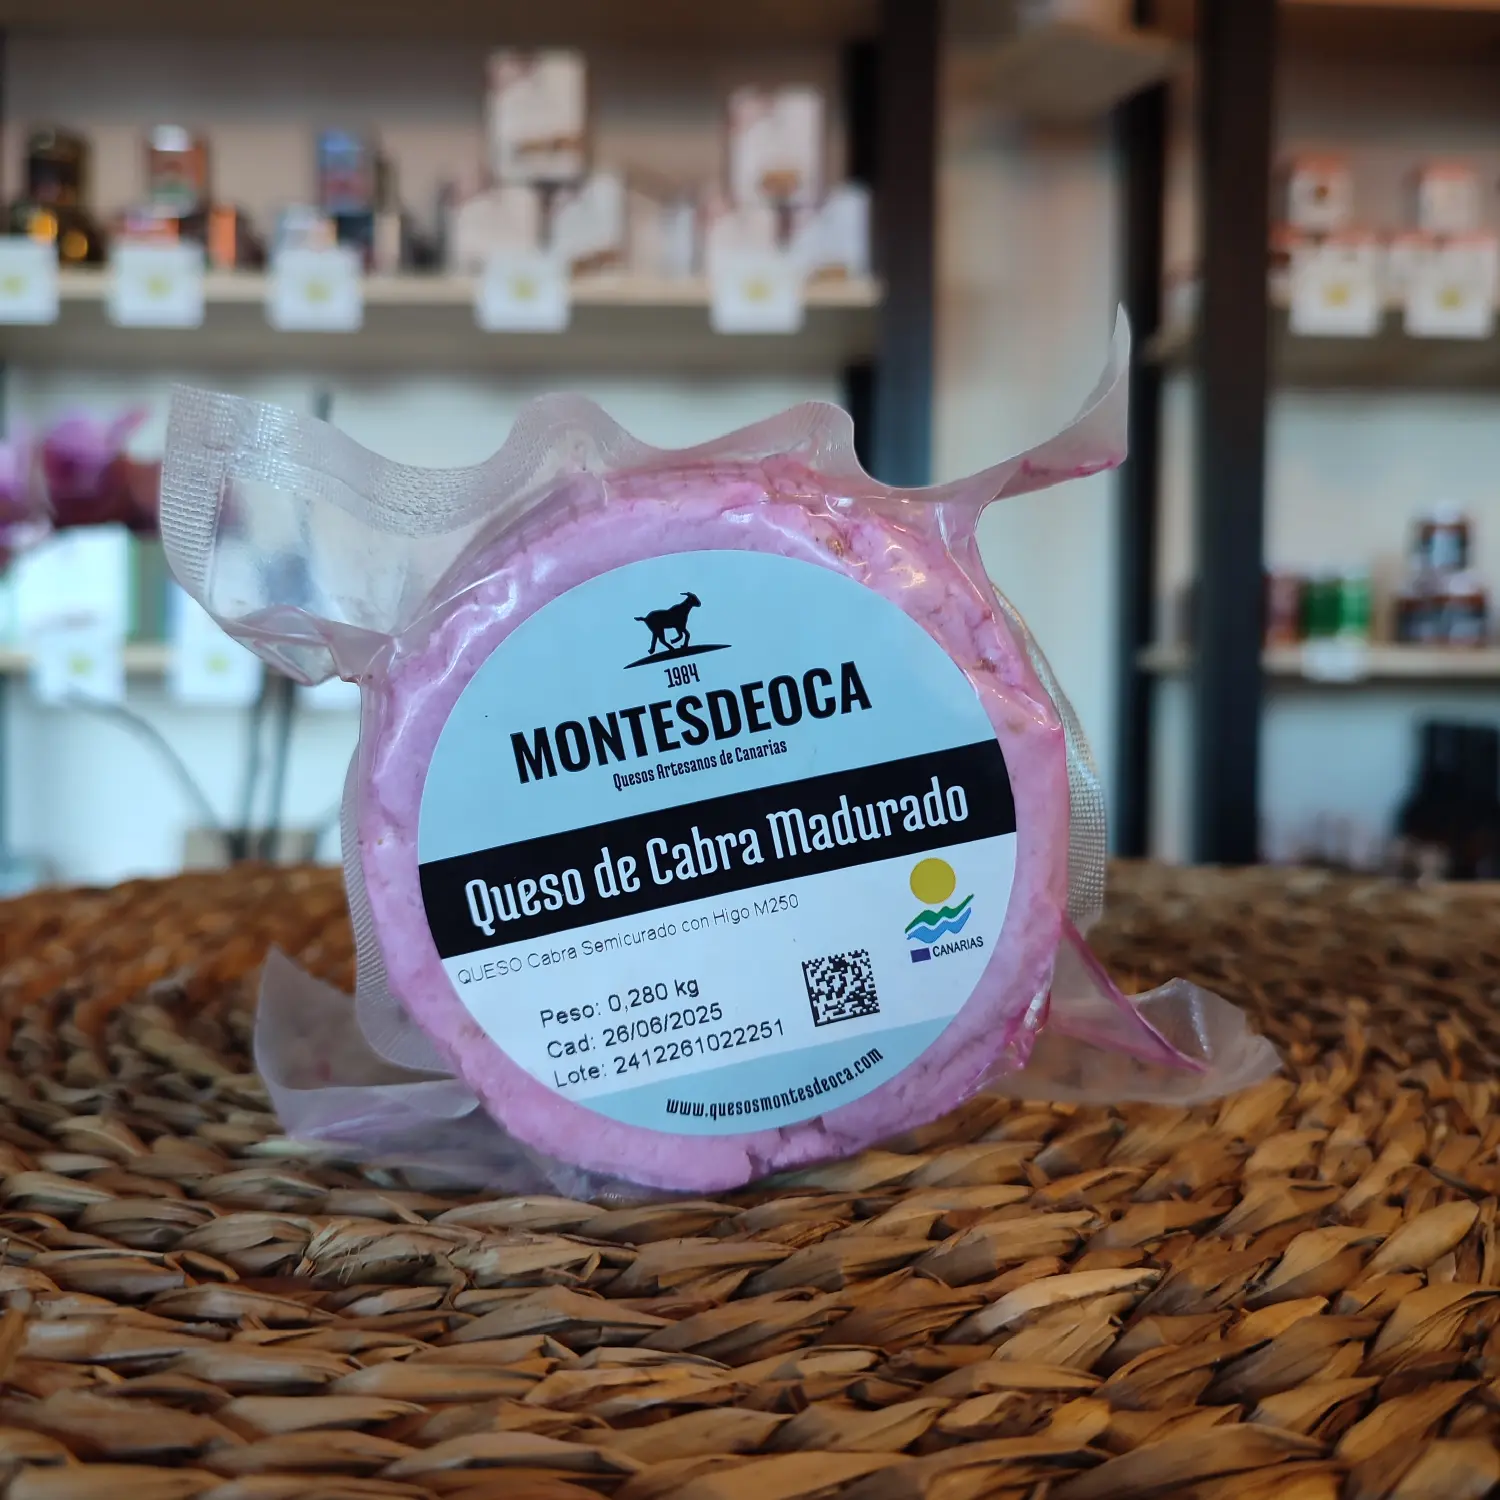 1984
MONTESDEOCA
Quesos Artesanos de Canarias
Queso de Cabra Madurado
QUESO Cabra Semicurado con Higo M250
Peso: 0,280 kg
Cad: 26/06/2025
Lote: 2412261022251
CANARIAS
www.quesosmontesdeoca.com